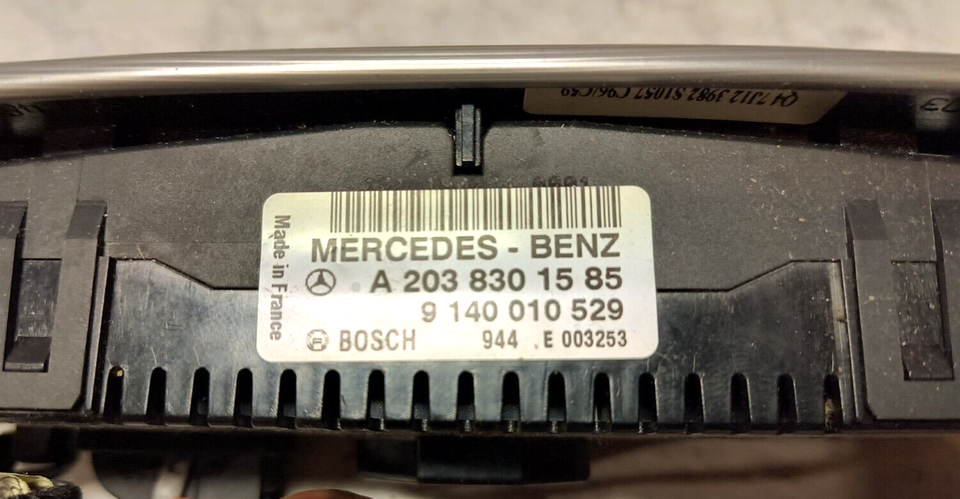 MERCEDES - BENZ
A 203 830 15 85
9 140 010 529
BOSCH 944 .E 003253
Made in France